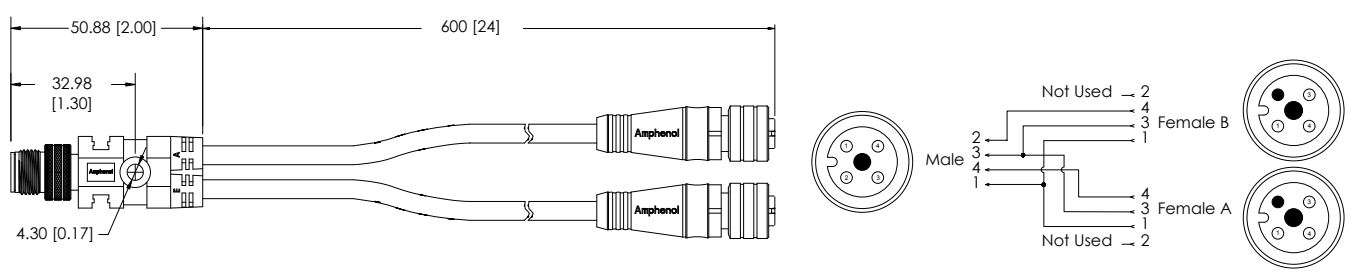 50.88 [2.00]
600 [24]
32.98
[1.30]
4.30 [0.17]
Amphenol
A
Amphenol
Amphenol
1
4
2
3
Male
2
3
4
1
Not Used 2
4
3 Female B
1
4
3 Female A
1
Not Used 2
3
1
4
3
1
4